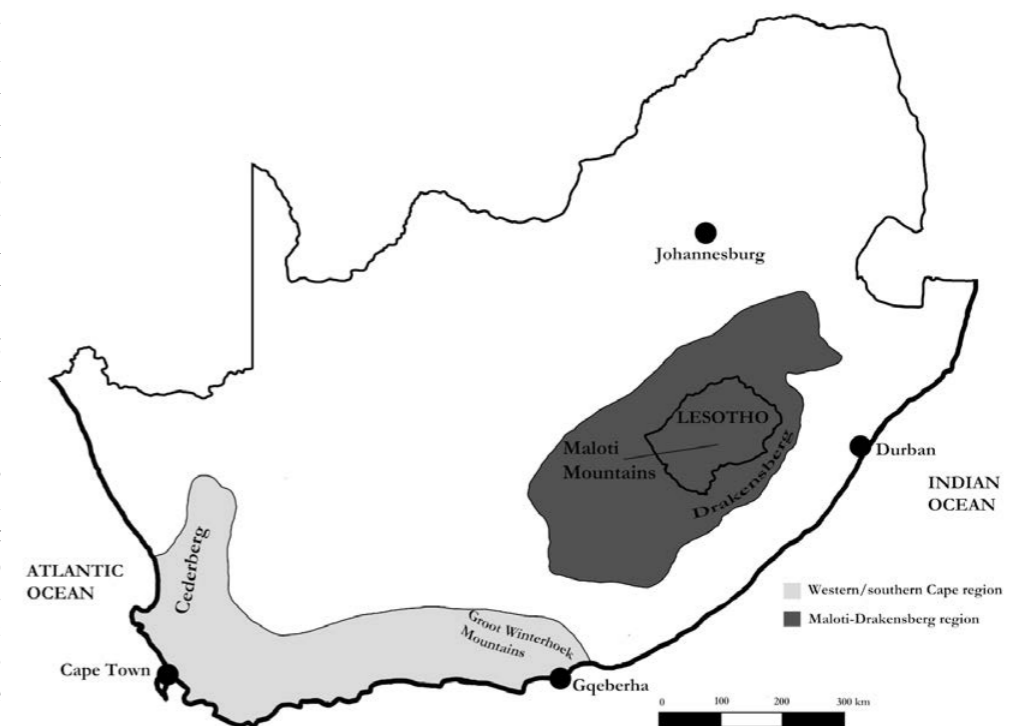 Johannesburg
LESOTHO
Maloti
Mountains
Drakensberg
Durban
INDIAN
OCEAN
Cederberg
ATLANTIC
OCEAN
Western/southern Cape region
Maloti-Drakensberg region
Groot Winterhoek
Mountains
Cape Town
Gqeberha
0 100 200 300 km